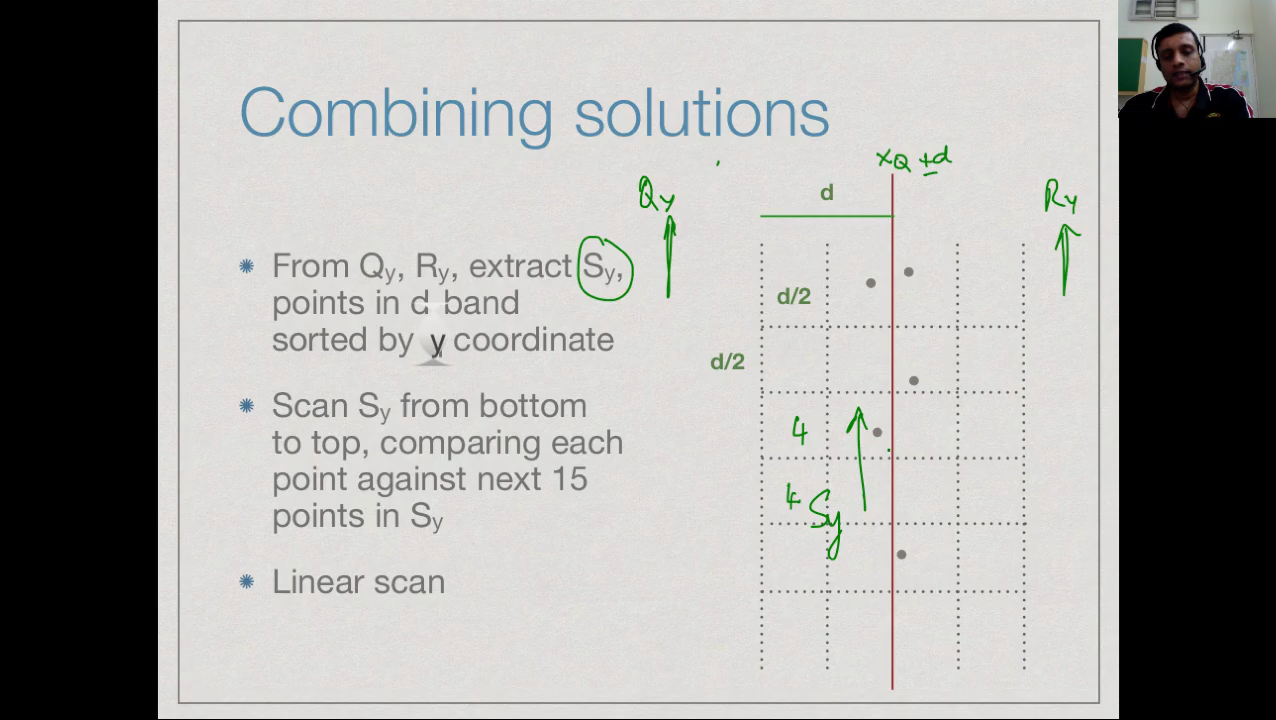 Combining solutions
xQ ±d
Qy
d
Ry
From Qy, Ry, extract Sy,
points in d band
sorted by y coordinate
d/2
d/2
Scan Sy from bottom
to top, comparing each
point against next 15
points in Sy
4
4
Sy
Linear scan